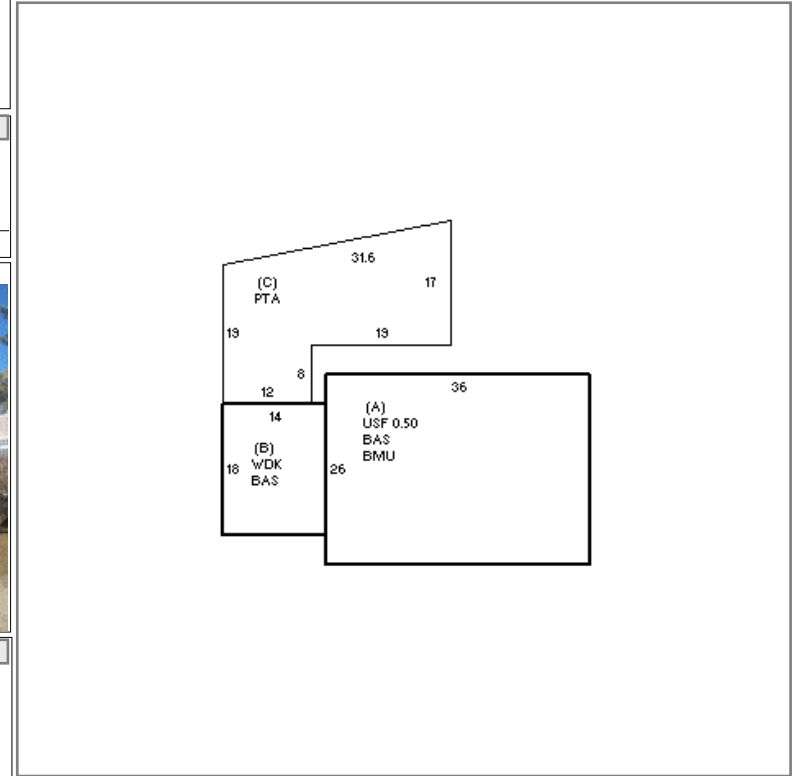 31.6
(C)
PTA
17
19
19
8
12
36
14
(A)
USF 0.50
BAS
BMU
(B)
WDK
BAS
18
26